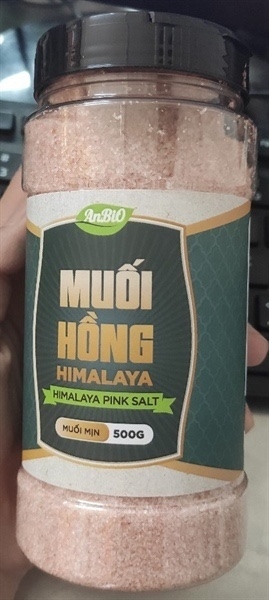 AnBiO
MUỐI
HỒNG
HIMALAYA
HIMALAYA PINK SALT
MUỐI MỊN 500G